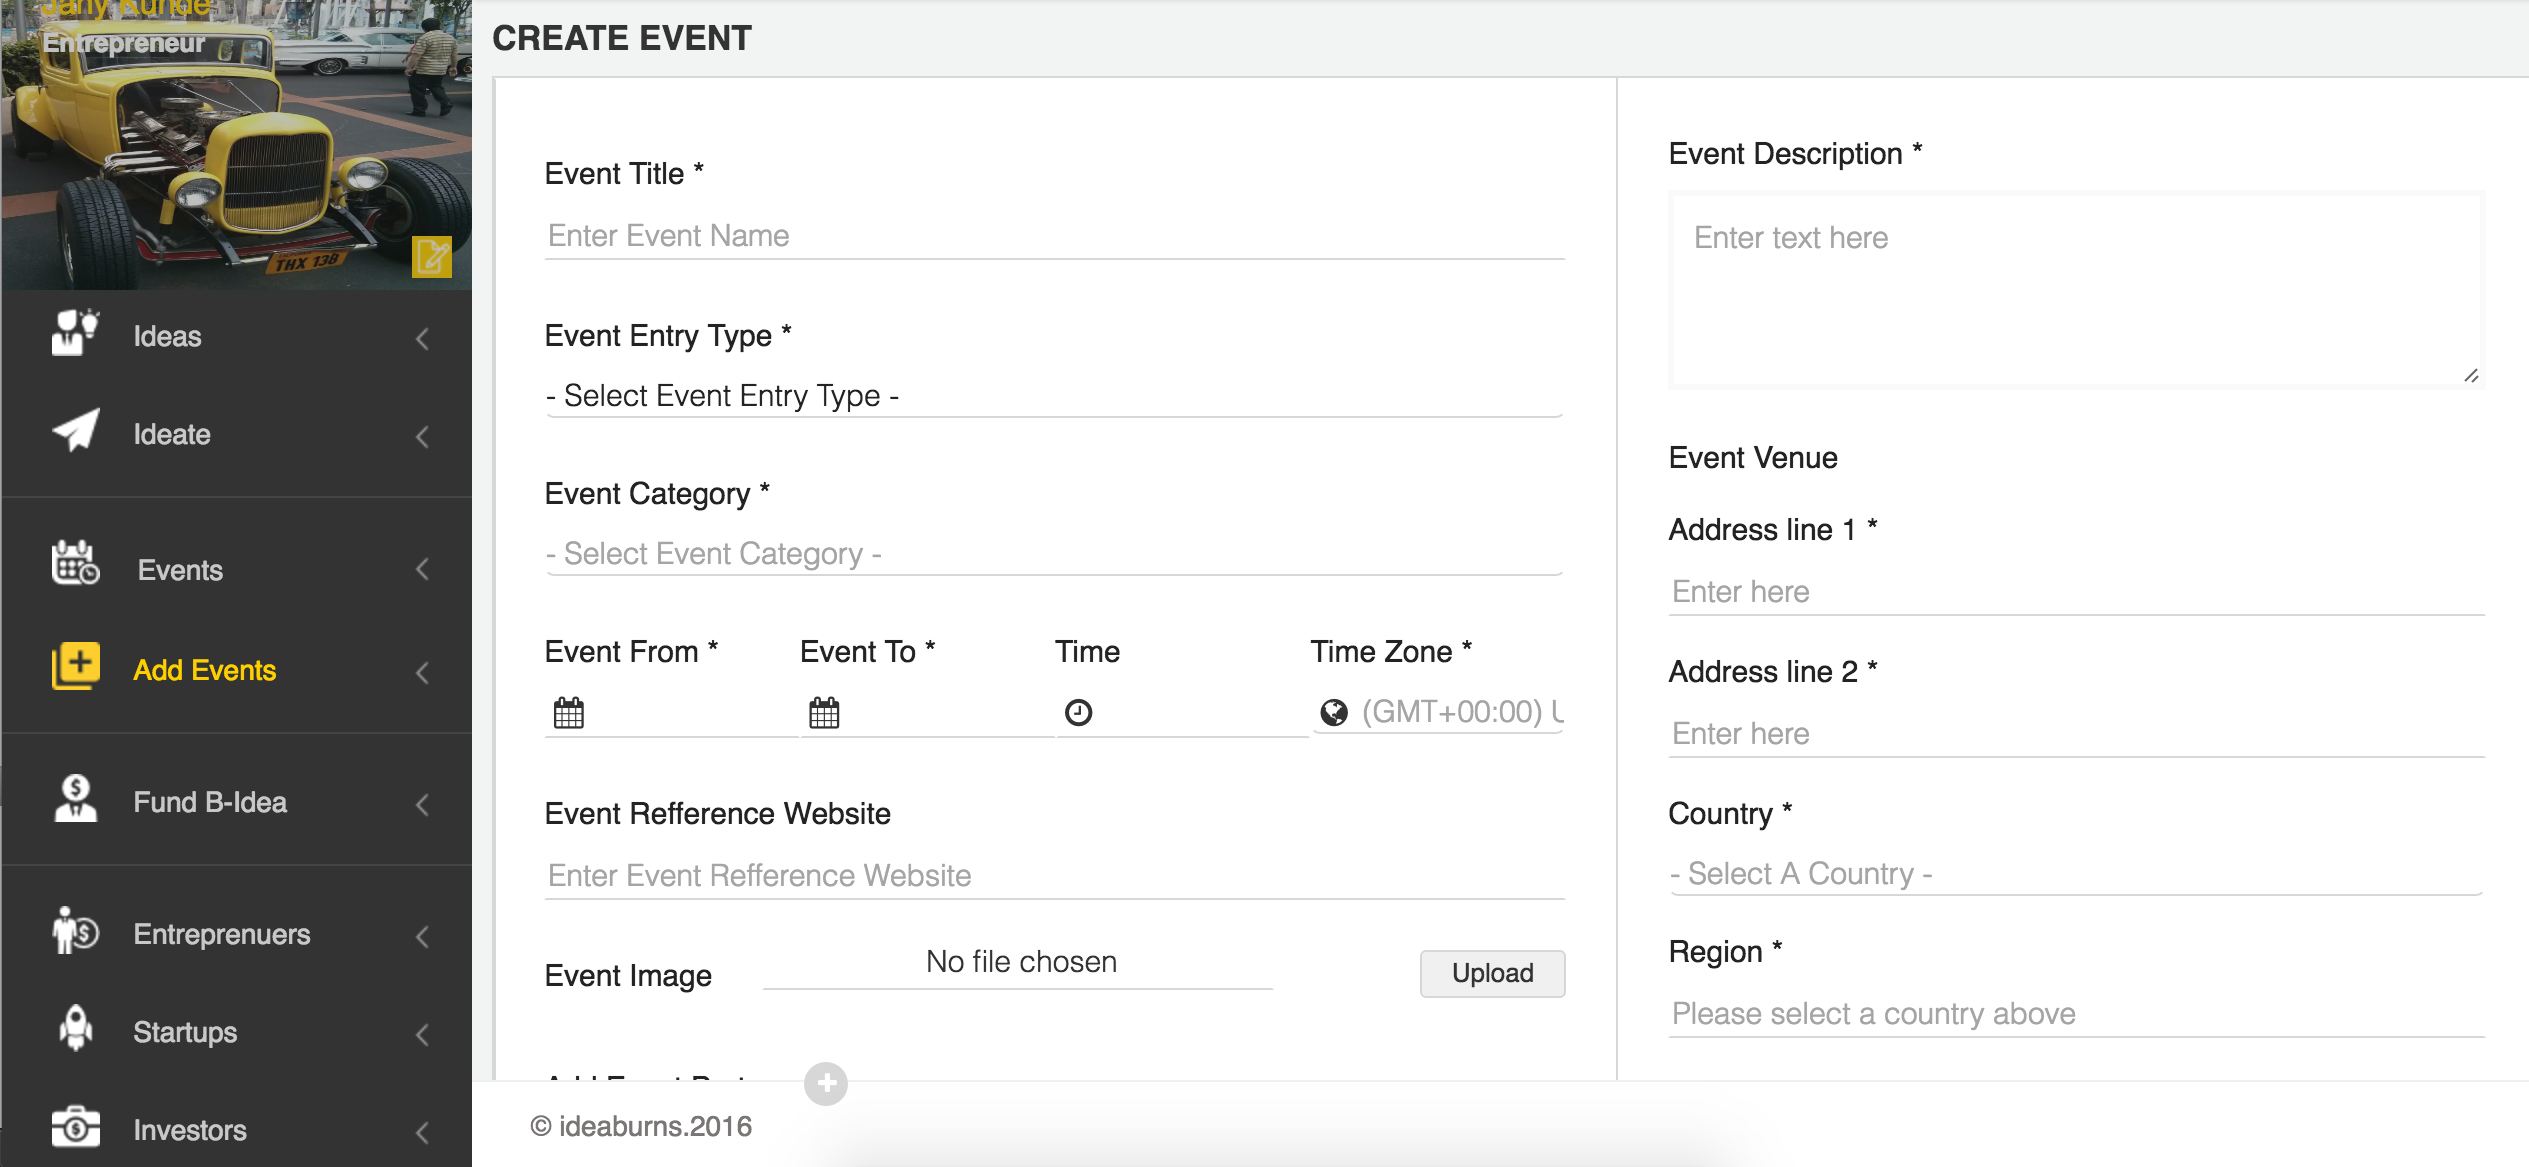 Jany Kunde
Entrepreneur
THX 138
Ideas
Ideate
Events
Add Events
Fund B-Idea
Entreprenuers
Startups
Investors
CREATE EVENT
Event Title *
Enter Event Name
Event Entry Type *
- Select Event Entry Type -
Event Category *
- Select Event Category -
Event From * Event To * Time Time Zone *
(GMT+00:00) U
Event Refference Website
Enter Event Refference Website
Event Image No file chosen Upload
Event Description *
Enter text here
Event Venue
Address line 1 *
Enter here
Address line 2 *
Enter here
Country *
- Select A Country -
Region *
Please select a country above
© ideaburns.2016